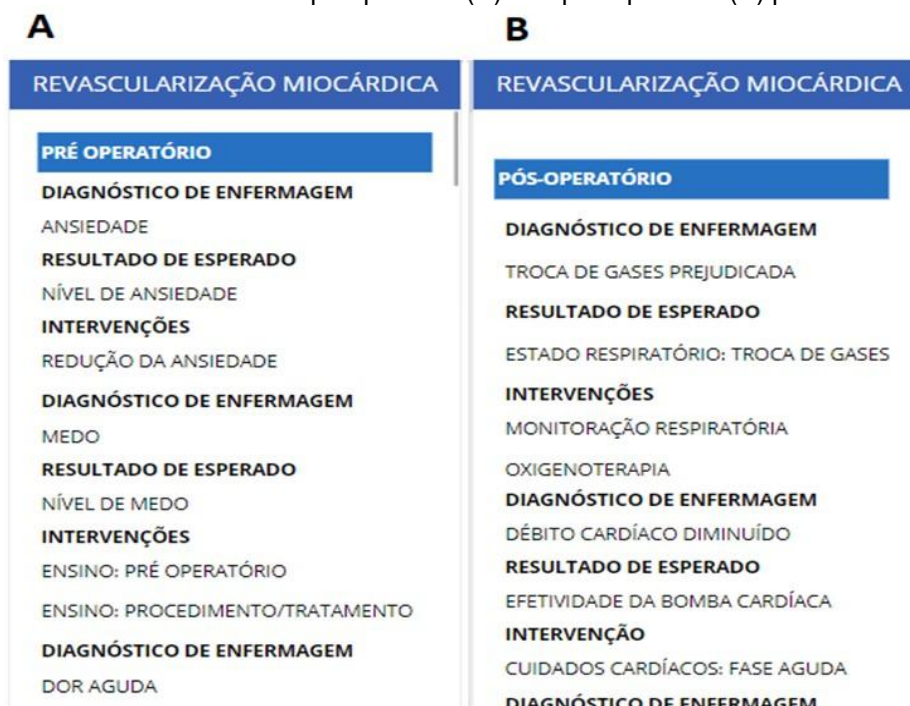 A
REVASCULARIZAÇÃO MIOCÁRDICA
PRÉ OPERATÓRIO
DIAGNÓSTICO DE ENFERMAGEM
ANSIEDADE
RESULTADO DE ESPERADO
NÍVEL DE ANSIEDADE
INTERVENÇÕES
REDUÇÃO DA ANSIEDADE
DIAGNÓSTICO DE ENFERMAGEM
MEDO
RESULTADO DE ESPERADO
NÍVEL DE MEDO
INTERVENÇÕES
ENSINO: PRÉ OPERATÓRIO
ENSINO: PROCEDIMENTO/TRATAMENTO
DIAGNÓSTICO DE ENFERMAGEM
DOR AGUDA
B
REVASCULARIZAÇÃO MIOCÁRDICA
PÓS-OPERATÓRIO
DIAGNÓSTICO DE ENFERMAGEM
TROCA DE GASES PREJUDICADA
RESULTADO DE ESPERADO
ESTADO RESPIRATÓRIO: TROCA DE GASES
INTERVENÇÕES
MONITORAÇÃO RESPIRATÓRIA
OXIGENOTERAPIA
DIAGNÓSTICO DE ENFERMAGEM
DÉBITO CARDÍACO DIMINUÍDO
RESULTADO DE ESPERADO
EFETIVIDADE DA BOMBA CARDÍACA
INTERVENÇÃO
CUIDADOS CARDÍACOS: FASE AGUDA
DIAGNÓSTICO DE ENFERMAGEM